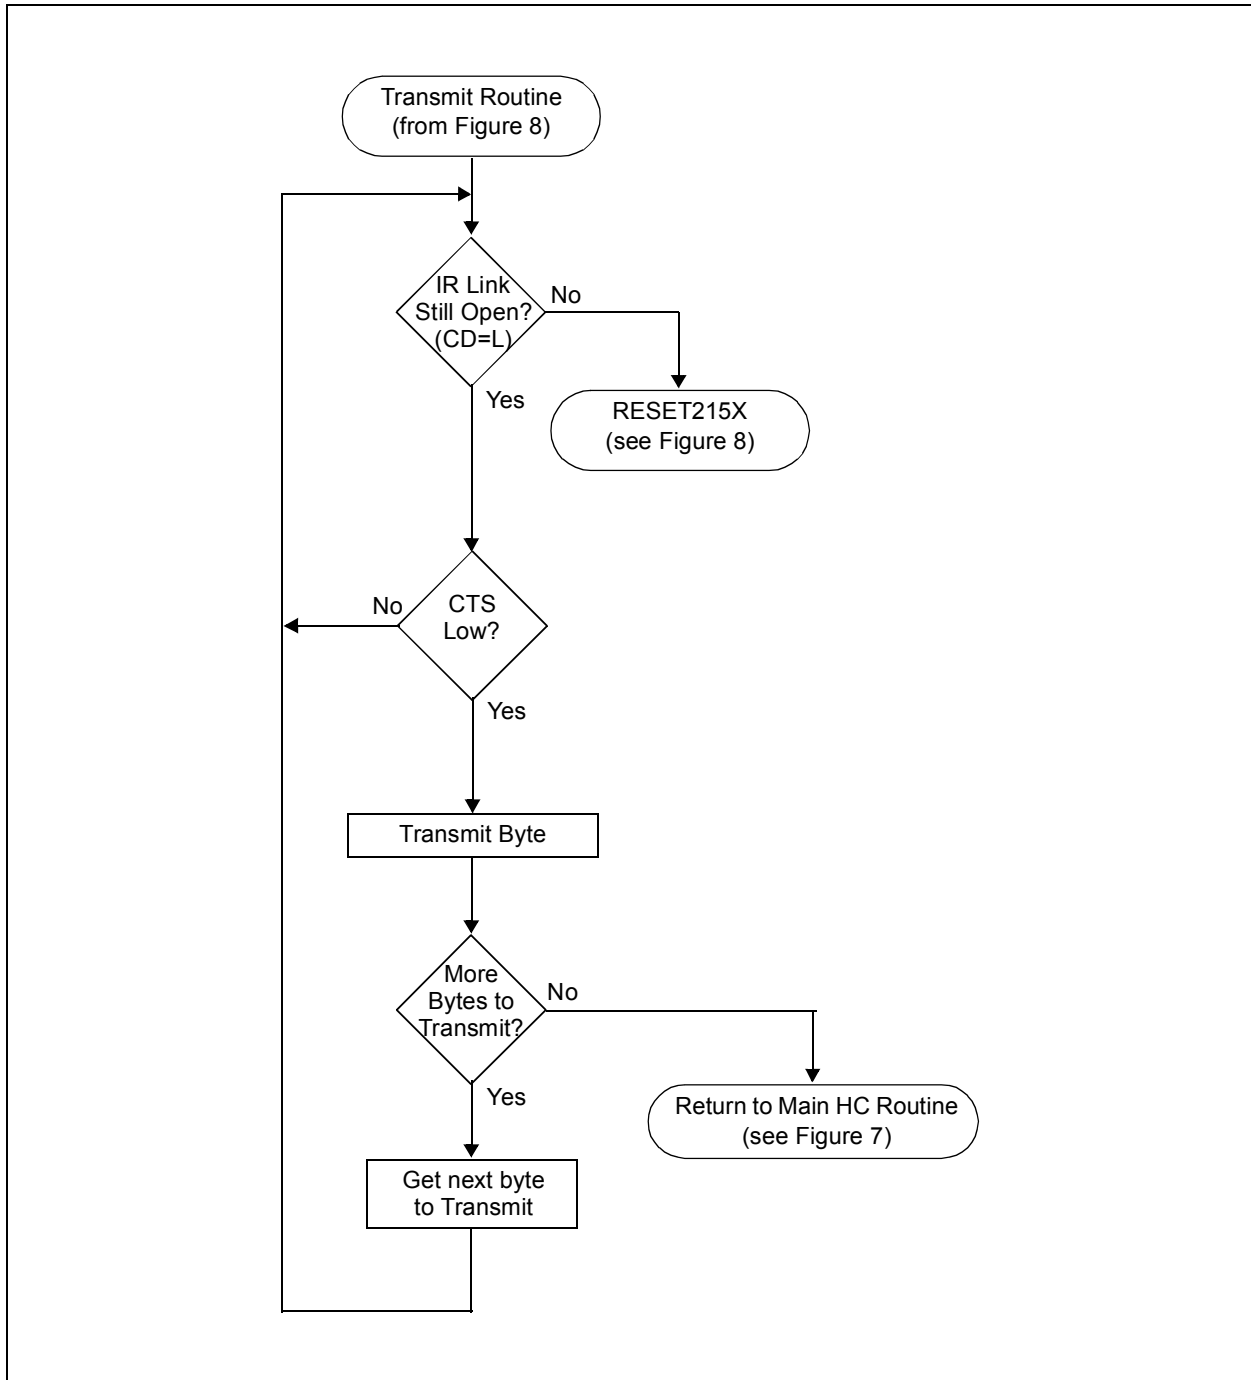 Transmit Routine
(from Figure 8)
IR Link
Still Open?
(CD=L)
No
Yes
RESET215X
(see Figure 8)
No
CTS
Low?
Yes
Transmit Byte
More
Bytes to
Transmit?
No
Yes
Return to Main HC Routine
(see Figure 7)
Get next byte
to Transmit